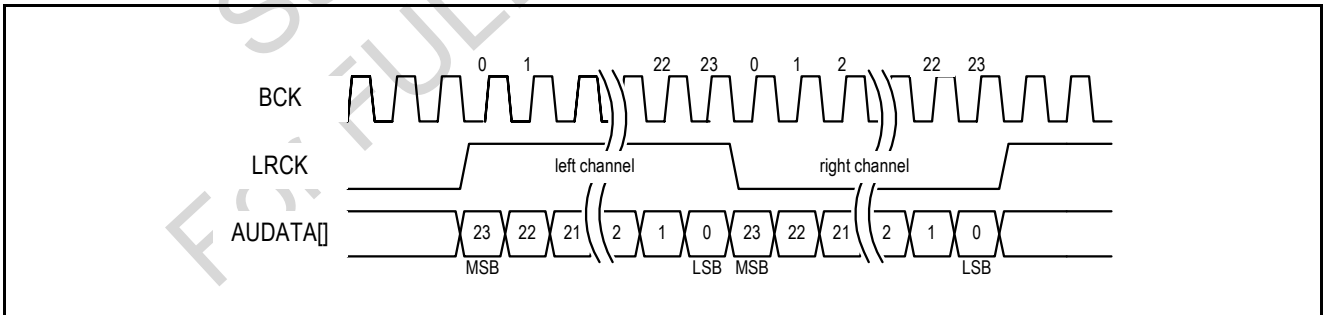 0 1 22 23 0 1 2 22 23
BCK
LRCK left channel right channel
AUDATA[] 23 22 21 2 1 0 23 22 21 2 1 0
MSB LSB MSB LSB